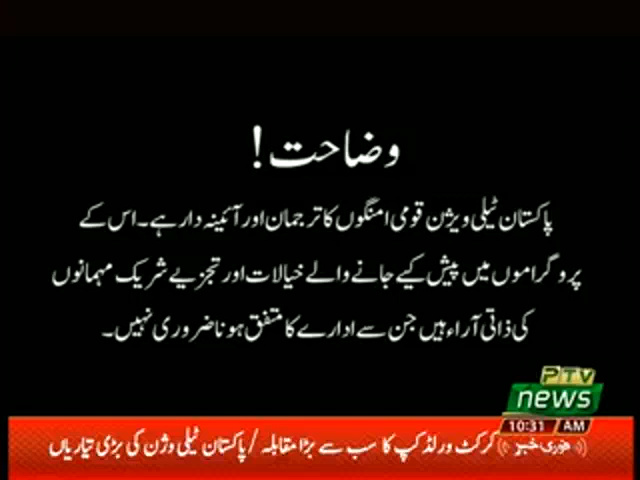 وضاحت!
پاکستان ٹیلی ویژن قومی امنگوں کا ترجمان اور آئینہ دار ہے۔ اس کے
پروگراموں میں پیش کیے جانے والے خیالات اور تجزیے شریک مہمانوں
کی ذاتی آراء ہیں جن سے ادارے کا متفق ہونا ضروری نہیں۔
PTV
news
10:31 AM
فوری خبر
کرکٹ ورلڈ کپ کا سب سے بڑا مقابلہ / پاکستان ٹیلی وژن کی بڑی تیاریاں